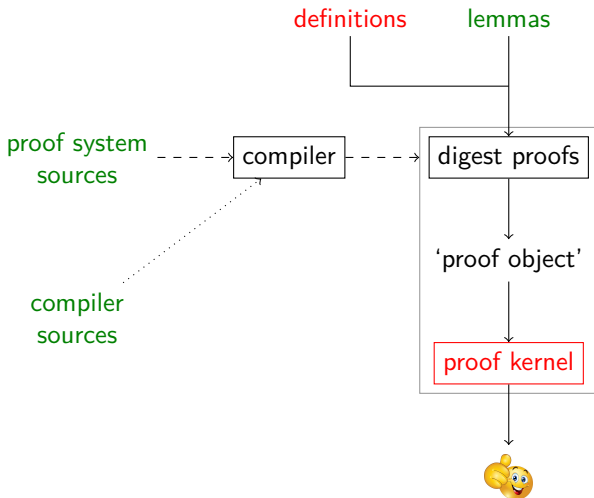 definitions
lemmas
proof system
sources
compiler
digest proofs
‘proof object’
compiler
sources
proof kernel